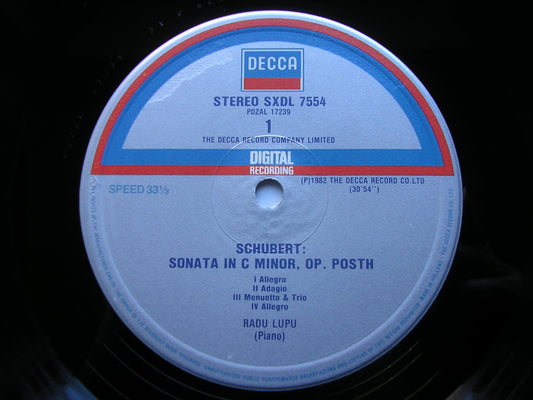 DECCA
STEREO SXDL 7554
PDZAL 17239
1
THE DECCA RECORD COMPANY LIMITED
DIGITAL
RECORDING
SPEED 33⅓
(P)1982 THE DECCA RECORD CO.LTD
(30'54'')
SCHUBERT:
SONATA IN C MINOR, OP. POSTH
I Allegro
II Adagio
III Menuetto & Trio
IV Allegro
RADU LUPU
(Piano)